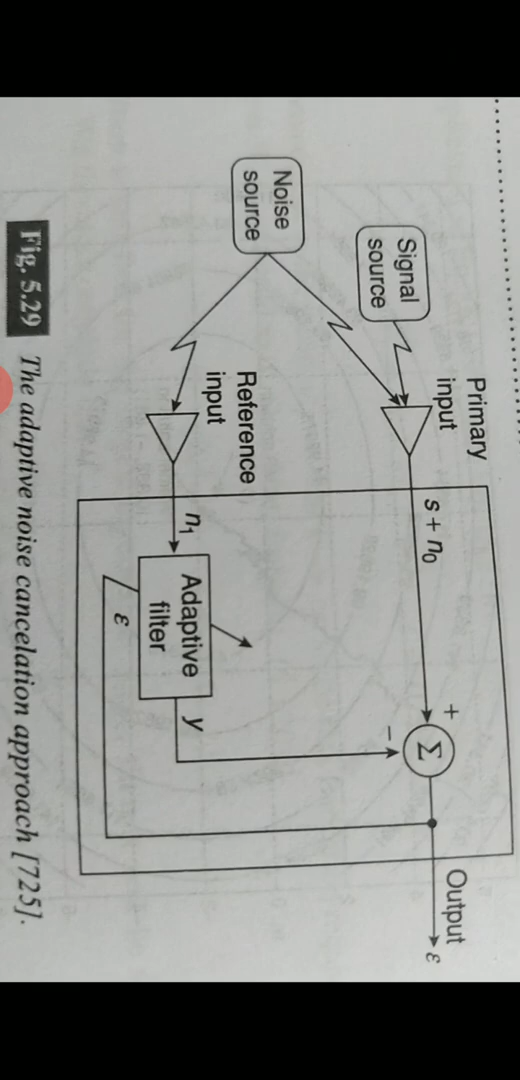 Primary
input
Signal
source
s + n₀
+
Σ
−
Output
ε
Noise
source
Reference
input
n₁
Adaptive
filter
y
ε
Fig. 5.29 The adaptive noise cancelation approach [725].